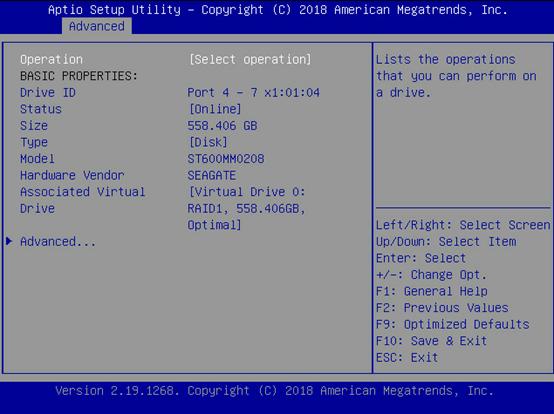 Aptio Setup Utility – Copyright (C) 2018 American Megatrends, Inc.
Advanced
Operation [Select operation]
BASIC PROPERTIES:
Drive ID Port 4 - 7 x1:01:04
Status [Online]
Size 558.406 GB
Type [Disk]
Model ST600MM0208
Hardware Vendor SEAGATE
Associated Virtual [Virtual Drive 0:
Drive RAID1, 558.406GB,
Optimal]
Advanced...
Lists the operations
that you can perform on
a drive.
Left/Right: Select Screen
Up/Down: Select Item
Enter: Select
+/-: Change Opt.
F1: General Help
F2: Previous Values
F9: Optimized Defaults
F10: Save & Exit
ESC: Exit
Version 2.19.1268. Copyright (C) 2018 American Megatrends, Inc.